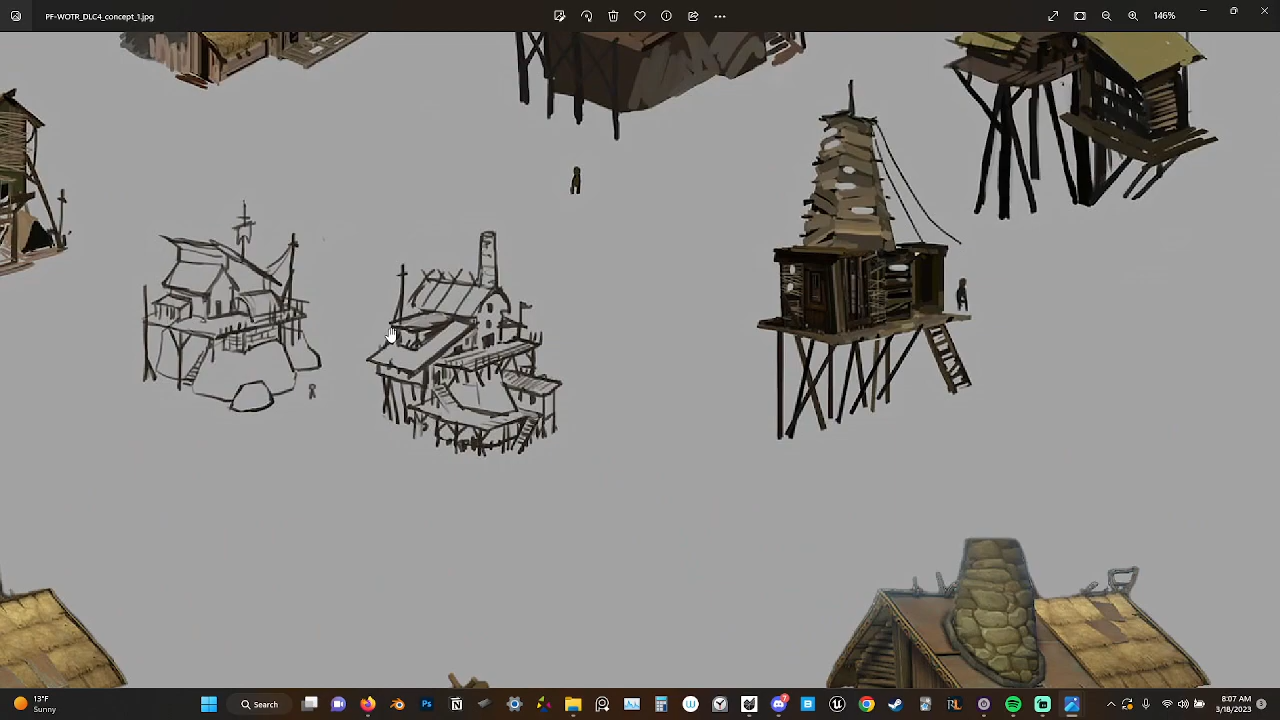 PF-WOTR_DLC4_concept_1.jpg
146%
13°F
Sunny
Search
8:07 AM
3/18/2023